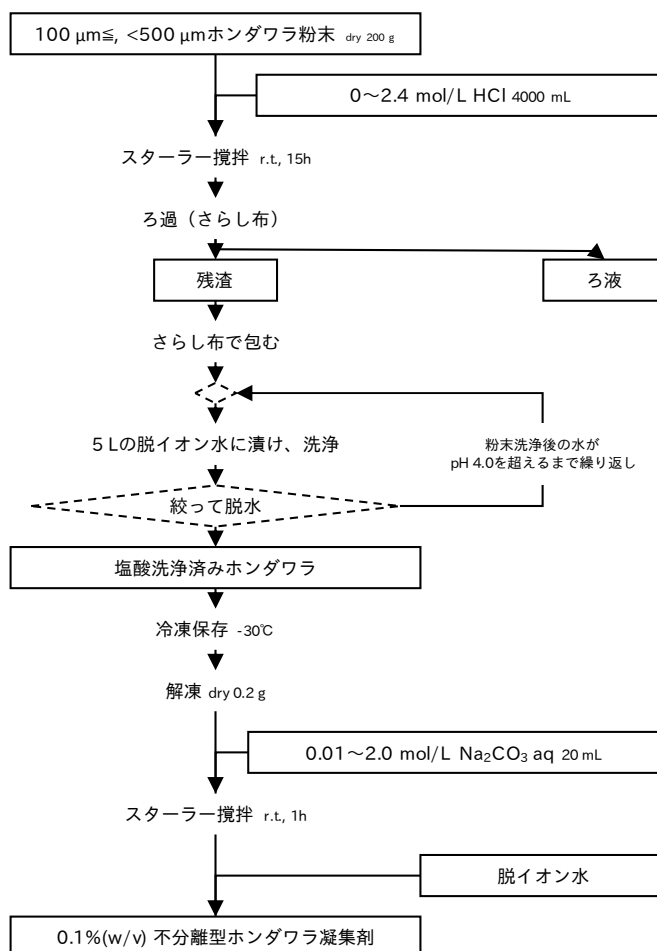 100 μm≦, <500 μmホンダワラ粉末 dry 200 g
0～2.4 mol/L HCl 4000 mL
スターラー撹拌 r.t., 15h
ろ過（さらし布）
残渣
ろ液
さらし布で包む
5 Lの脱イオン水に漬け、洗浄
粉末洗浄後の水が
pH 4.0を超えるまで繰り返し
絞って脱水
塩酸洗浄済みホンダワラ
冷凍保存 -30℃
解凍 dry 0.2 g
0.01～2.0 mol/L Na₂CO₃ aq 20 mL
スターラー撹拌 r.t., 1h
脱イオン水
0.1%(w/v) 不分離型ホンダワラ凝集剤